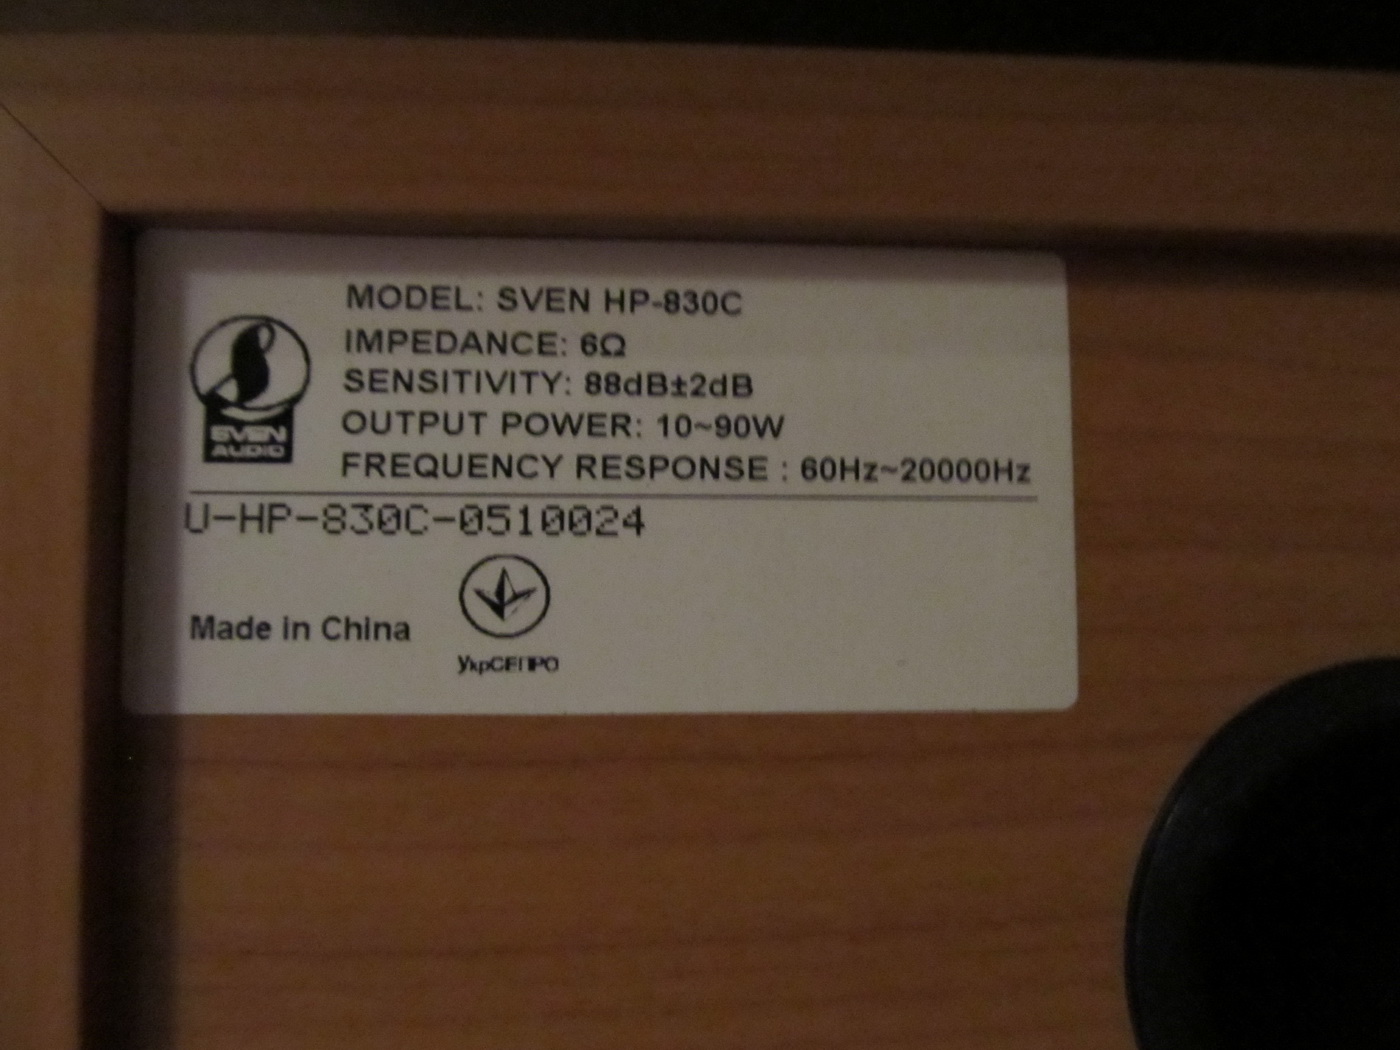 MODEL: SVEN HP-830C
IMPEDANCE: 6Ω
SENSITIVITY: 88dB±2dB
OUTPUT POWER: 10~90W
FREQUENCY RESPONSE : 60Hz~20000Hz
SVEN
AUDIO
U-HP-830C-0510024
Made in China
УкрСЕПРО